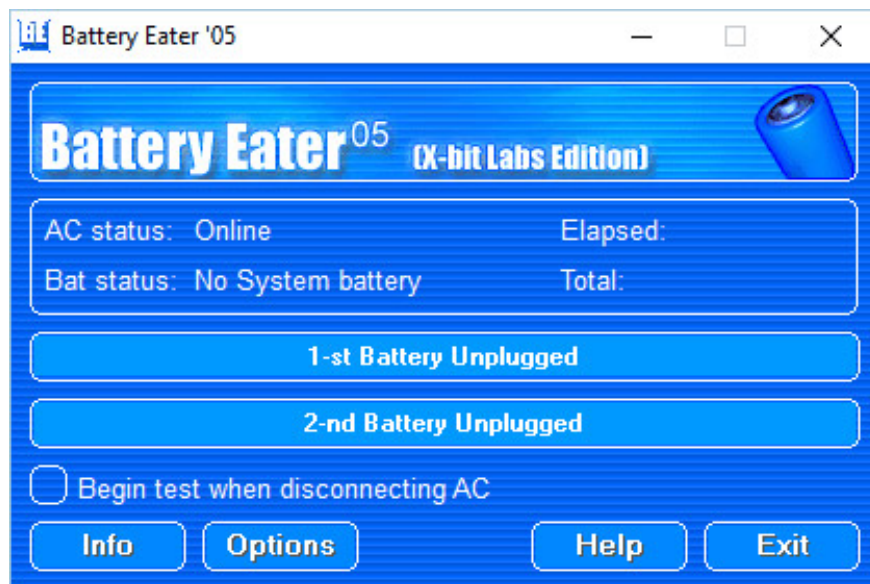 Battery Eater '05
Battery Eater 05 (X-bit Labs Edition)
AC status: Online Elapsed:
Bat status: No System battery Total:
1-st Battery Unplugged
2-nd Battery Unplugged
Begin test when disconnecting AC
Info Options Help Exit